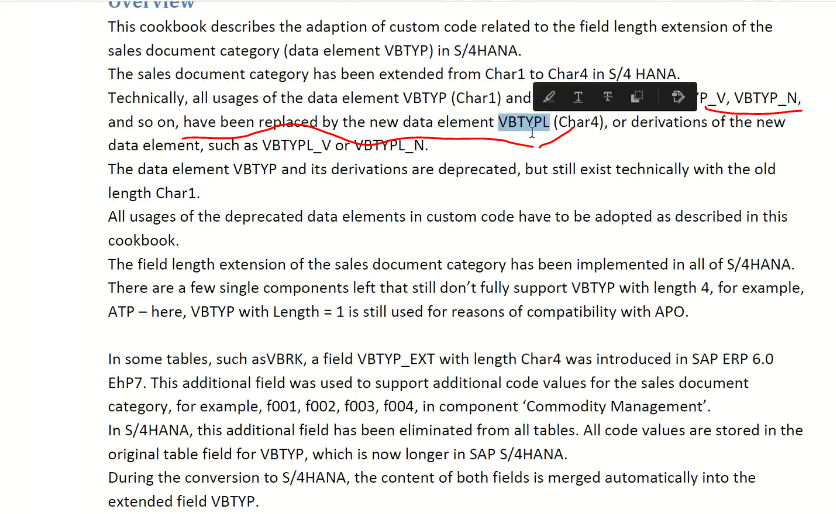 Overview
This cookbook describes the adaption of custom code related to the field length extension of the
sales document category (data element VBTYP) in S/4HANA.
The sales document category has been extended from Char1 to Char4 in S/4 HANA.
Technically, all usages of the data element VBTYP (Char1) and P_V, VBTYP_N,
and so on, have been replaced by the new data element VBTYPL (Char4), or derivations of the new
data element, such as VBTYPL_V or VBTYPL_N.
The data element VBTYP and its derivations are deprecated, but still exist technically with the old
length Char1.
All usages of the deprecated data elements in custom code have to be adopted as described in this
cookbook.
The field length extension of the sales document category has been implemented in all of S/4HANA.
There are a few single components left that still don’t fully support VBTYP with length 4, for example,
ATP – here, VBTYP with Length = 1 is still used for reasons of compatibility with APO.
In some tables, such asVBRK, a field VBTYP_EXT with length Char4 was introduced in SAP ERP 6.0
EhP7. This additional field was used to support additional code values for the sales document
category, for example, f001, f002, f003, f004, in component ‘Commodity Management’.
In S/4HANA, this additional field has been eliminated from all tables. All code values are stored in the
original table field for VBTYP, which is now longer in SAP S/4HANA.
During the conversion to S/4HANA, the content of both fields is merged automatically into the
extended field VBTYP.